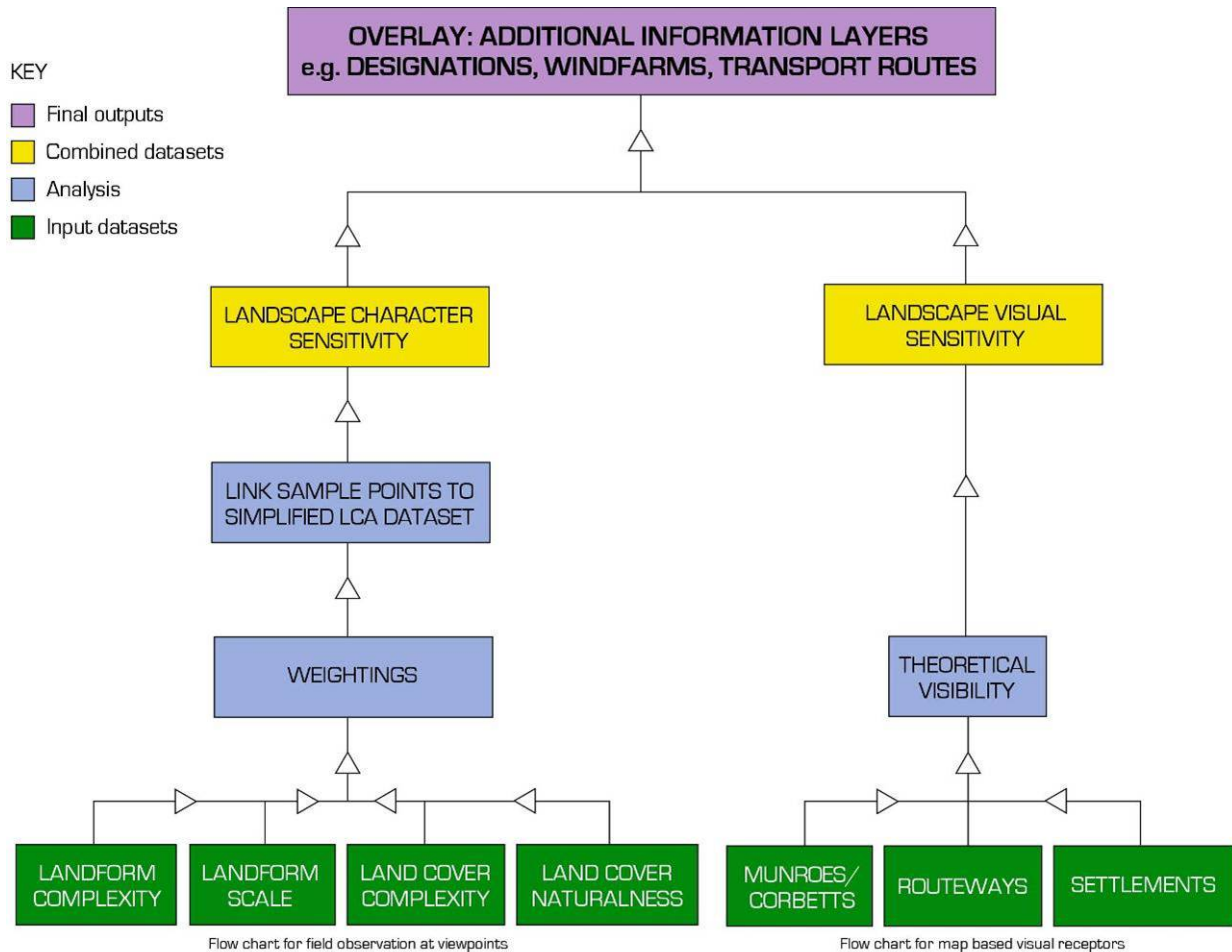 OVERLAY: ADDITIONAL INFORMATION LAYERS
e.g. DESIGNATIONS, WINDFARMS, TRANSPORT ROUTES
KEY
Final outputs
Combined datasets
Analysis
Input datasets
LANDSCAPE CHARACTER
SENSITIVITY
LANDSCAPE VISUAL
SENSITIVITY
LINK SAMPLE POINTS TO
SIMPLIFIED LCA DATASET
WEIGHTINGS
THEORETICAL
VISIBILITY
LANDFORM
COMPLEXITY
LANDFORM
SCALE
LAND COVER
COMPLEXITY
LAND COVER
NATURALNESS
MUNROES/
CORBETTS
ROUTEWAYS
SETTLEMENTS
Flow chart for field observation at viewpoints
Flow chart for map based visual receptors